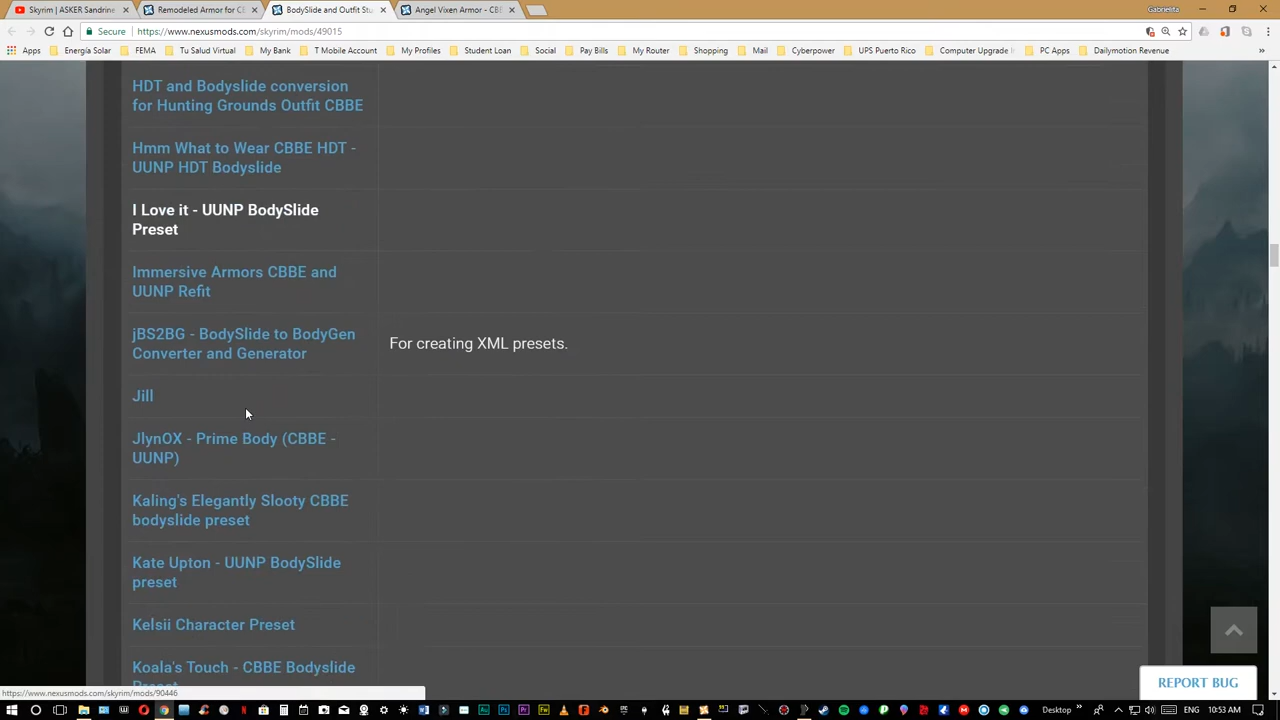 Skyrim | ASKER Sandrine
Remodeled Armor for C
BodySlide and Outfit Stu
Angel Vixen Armor - CBE
Gabrielita
Secure
https://www.nexusmods.com/skyrim/mods/49015
Apps
Energía Solar
FEMA
Tu Salud Virtual
My Bank
T Mobile Account
My Profiles
Student Loan
Social
Pay Bills
My Router
Shopping
Mail
Cyberpower
UPS Puerto Rico
Computer Upgrade
PC Apps
Dailymotion Revenue
HDT and Bodyslide conversion
for Hunting Grounds Outfit CBBE
Hmm What to Wear CBBE HDT -
UUNP HDT Bodyslide
I Love it - UUNP BodySlide
Preset
Immersive Armors CBBE and
UUNP Refit
jBS2BG - BodySlide to BodyGen
Converter and Generator
For creating XML presets.
Jill
JlynOX - Prime Body (CBBE -
UUNP)
Kaling's Elegantly Slooty CBBE
bodyslide preset
Kate Upton - UUNP BodySlide
preset
Kelsii Character Preset
Koala's Touch - CBBE Bodyslide
REPORT BUG
https://www.nexusmods.com/skyrim/mods/90446
Desktop
10:53 AM